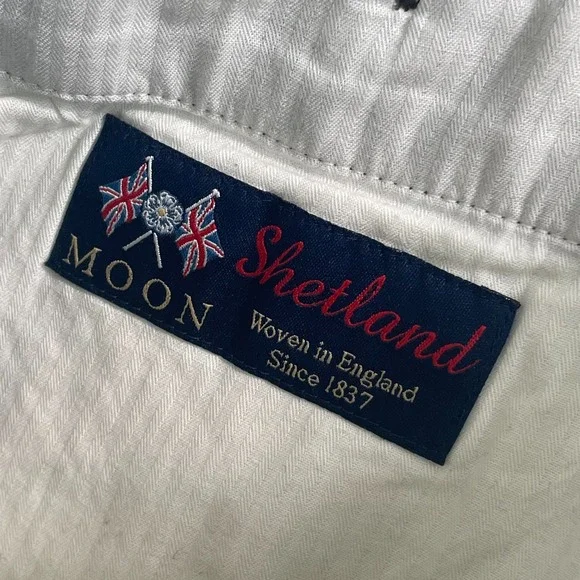 MOON
Shetland
Woven in England
Since 1837